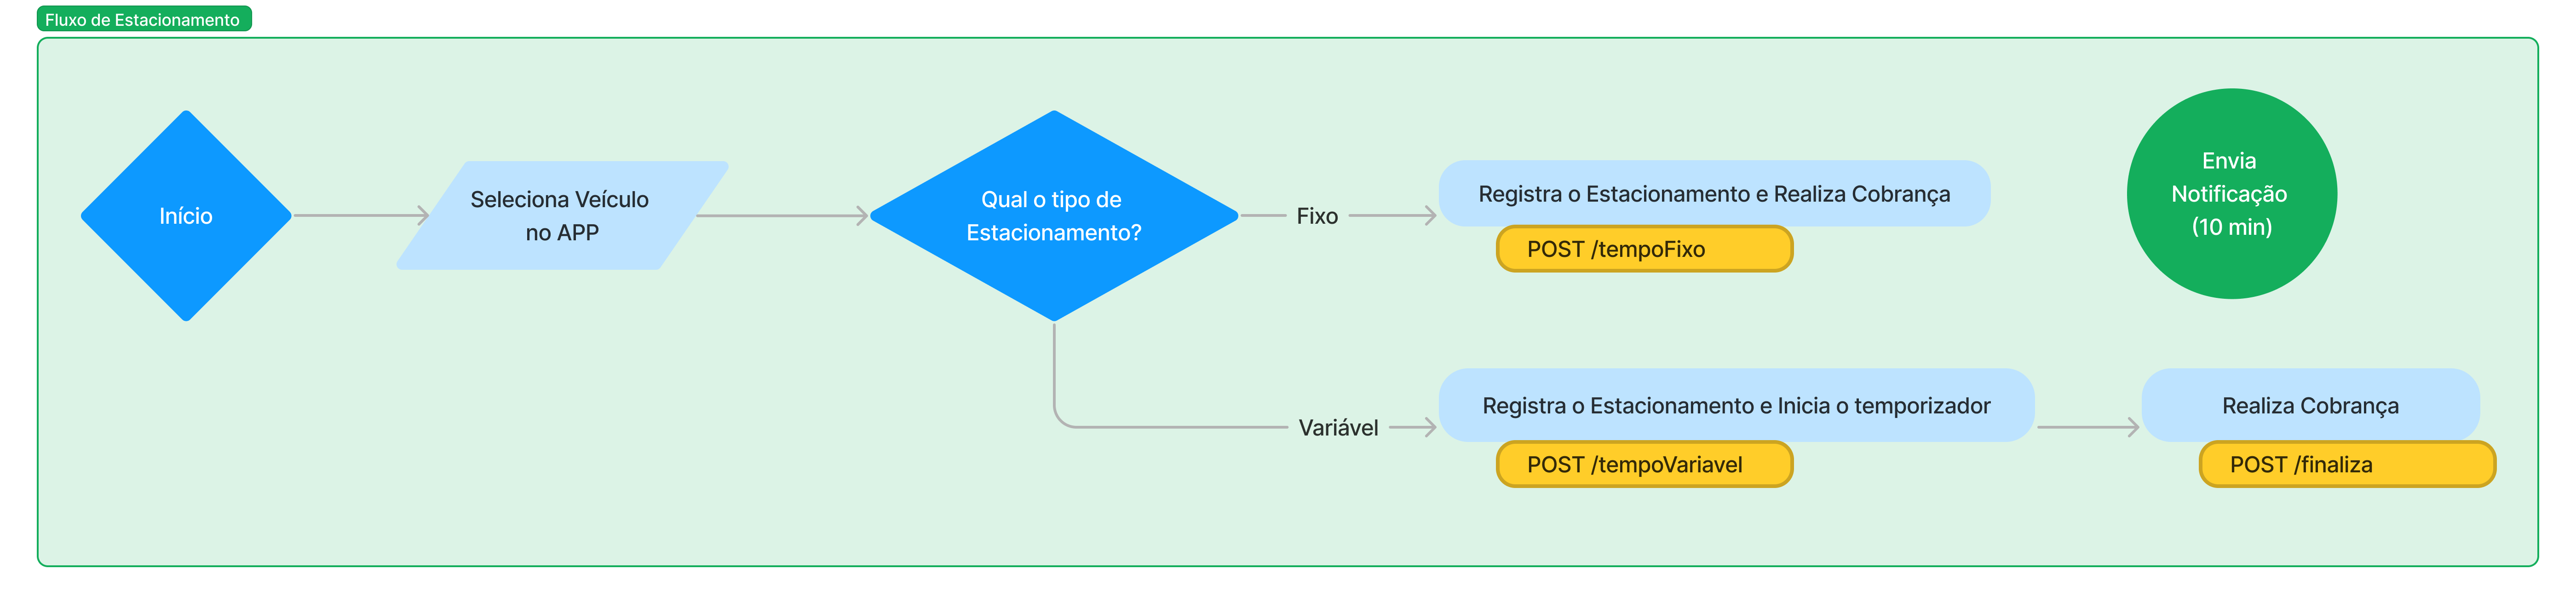 Fluxo de Estacionamento
Início
Seleciona Veículo
no APP
Qual o tipo de
Estacionamento?
Fixo
Registra o Estacionamento e Realiza Cobrança
POST /tempoFixo
Envia
Notificação
(10 min)
Variável
Registra o Estacionamento e Inicia o temporizador
POST /tempoVariavel
Realiza Cobrança
POST /finaliza